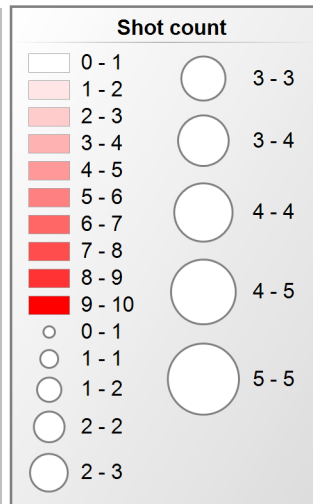 Shot count
0 - 1
1 - 2
2 - 3
3 - 4
4 - 5
5 - 6
6 - 7
7 - 8
8 - 9
9 - 10
0 - 1
1 - 1
1 - 2
2 - 2
2 - 3
3 - 3
3 - 4
4 - 4
4 - 5
5 - 5